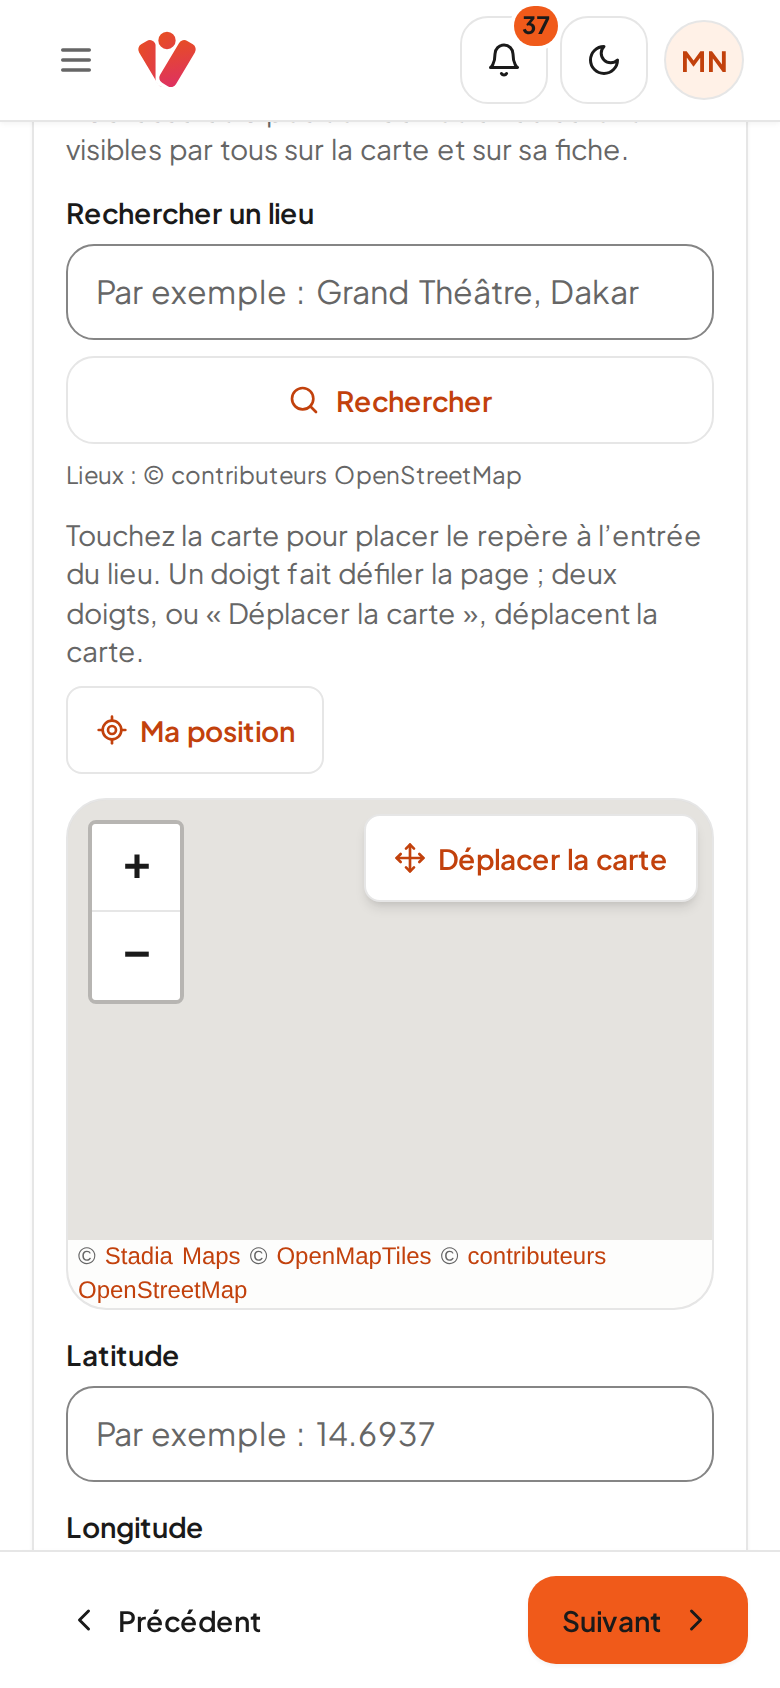 37
MN
visibles par tous sur la carte et sur sa fiche.
Rechercher un lieu
Par exemple : Grand Théâtre, Dakar
Rechercher
Lieux : © contributeurs OpenStreetMap
Touchez la carte pour placer le repère à l’entrée
du lieu. Un doigt fait défiler la page ; deux
doigts, ou « Déplacer la carte », déplacent la
carte.
Ma position
+
Déplacer la carte
−
© Stadia Maps © OpenMapTiles © contributeurs
OpenStreetMap
Latitude
Par exemple : 14.6937
Longitude
Précédent
Suivant